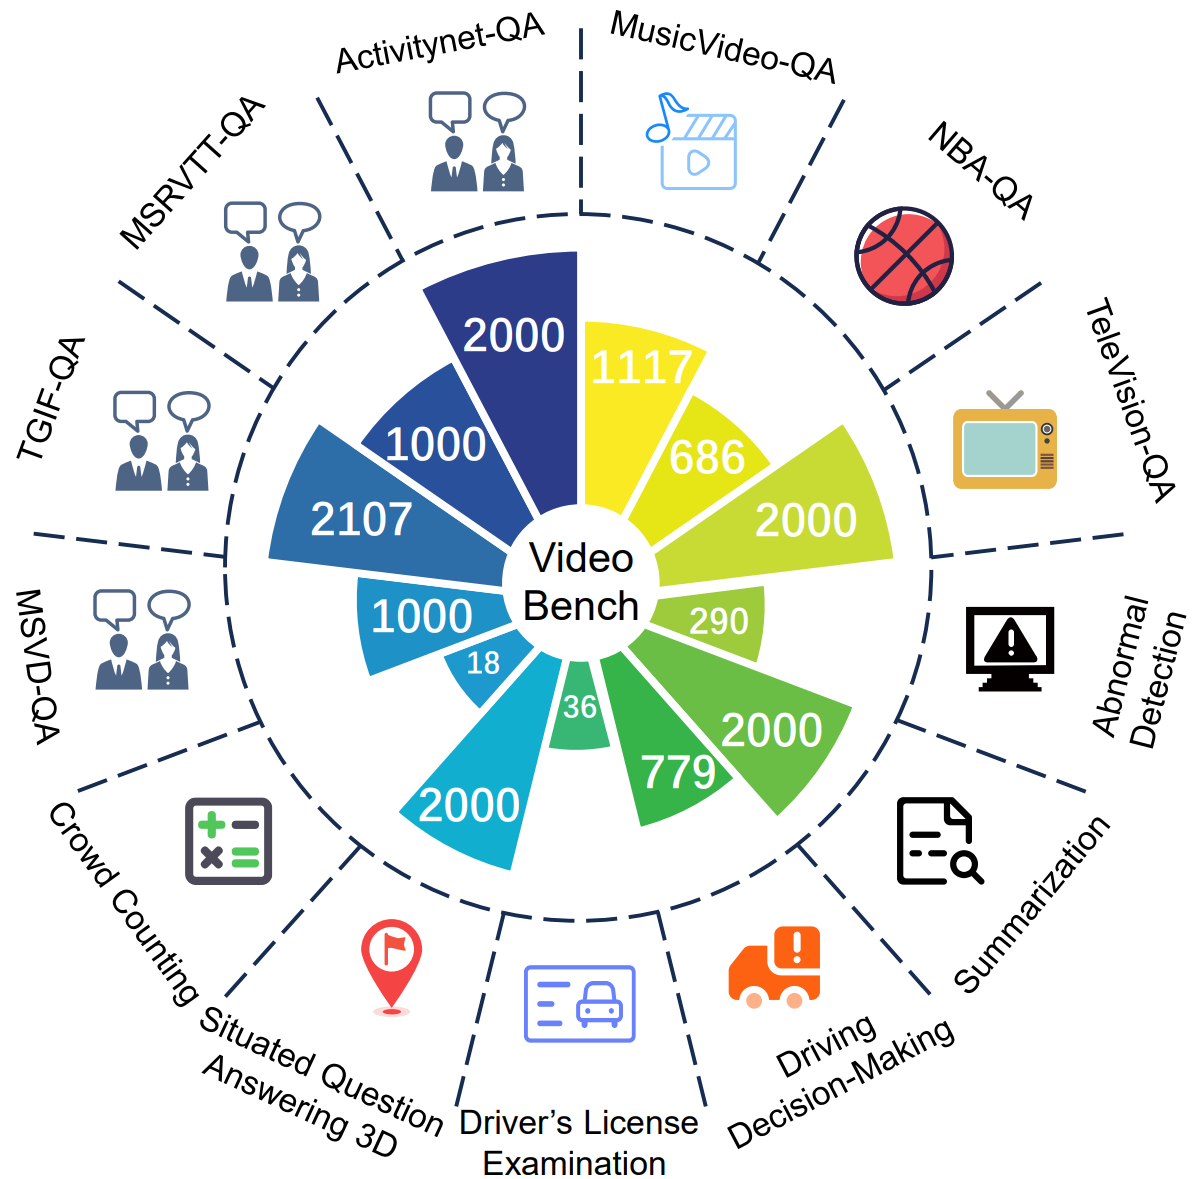 Activitynet-QA
MusicVideo-QA
NBA-QA
TeleVision-QA
Abnormal
Detection
Summarization
Driving
Decision-Making
Driver’s License
Examination
Situated Question
Answering 3D
Crowd Counting
MSVD-QA
TGIF-QA
MSRVTT-QA
2000
1117
686
2000
290
2000
779
36
2000
18
1000
2107
1000
Video
Bench